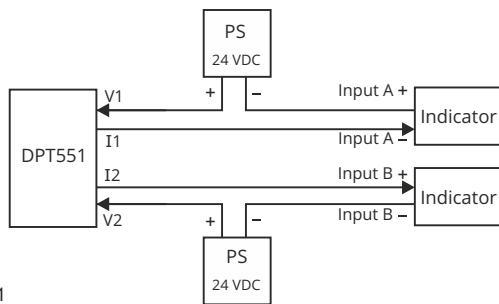 PS
24 VDC
+ –
V1
Input A +
Indicator
DPT551
I1
Input A –
I2
Input B +
Indicator
V2
+ –
Input B –
PS
24 VDC